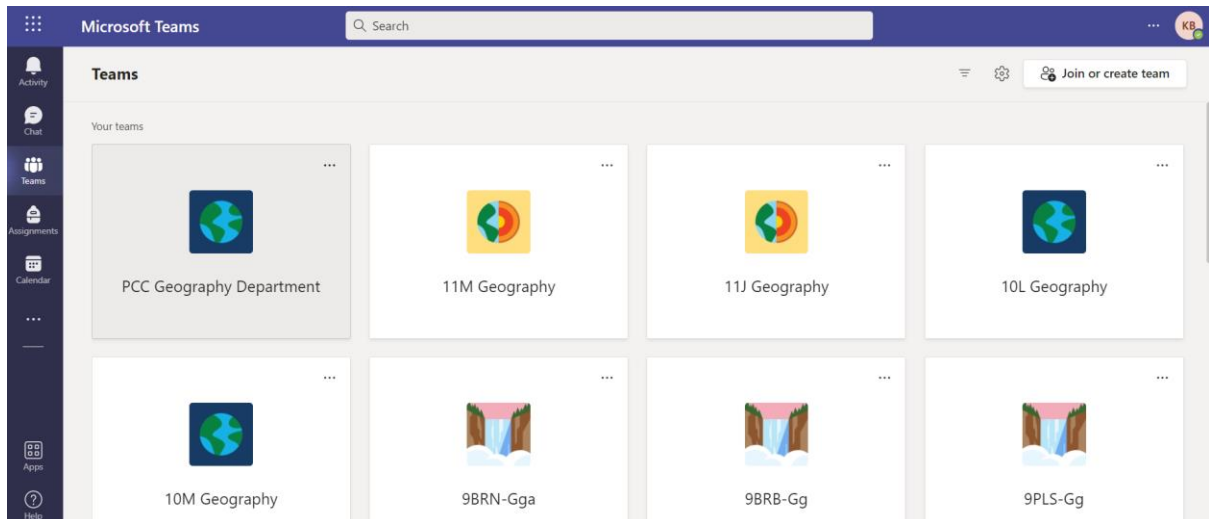 Microsoft Teams
Search
KB
Activity
Chat
Teams
Assignments
Calendar
Apps
Help
Teams
Join or create team
Your teams
PCC Geography Department
11M Geography
11J Geography
10L Geography
10M Geography
9BRN-Gga
9BRB-Gg
9PLS-Gg